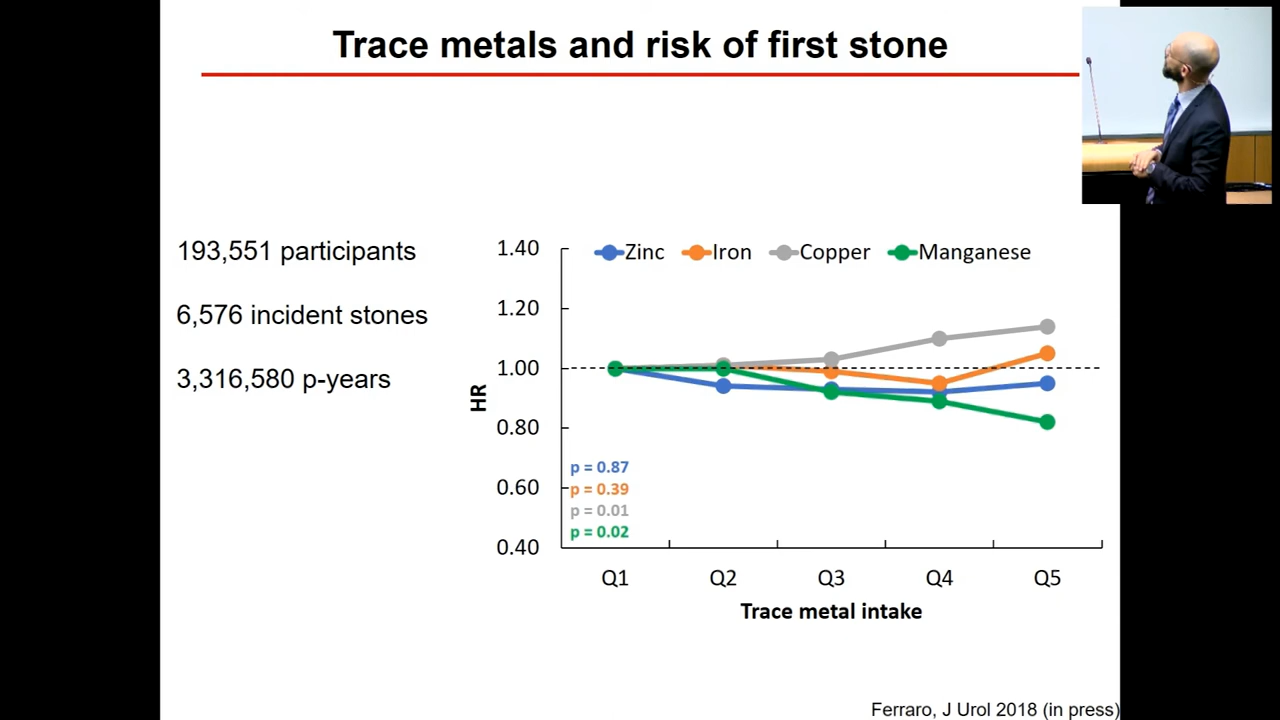 Trace metals and risk of first stone
193,551 participants
6,576 incident stones
3,316,580 p-years
Zinc Iron Copper Manganese
1.40
1.20
1.00
0.80
0.60
0.40
HR
p = 0.87
p = 0.39
p = 0.01
p = 0.02
Q1 Q2 Q3 Q4 Q5
Trace metal intake
Ferraro, J Urol 2018 (in press)